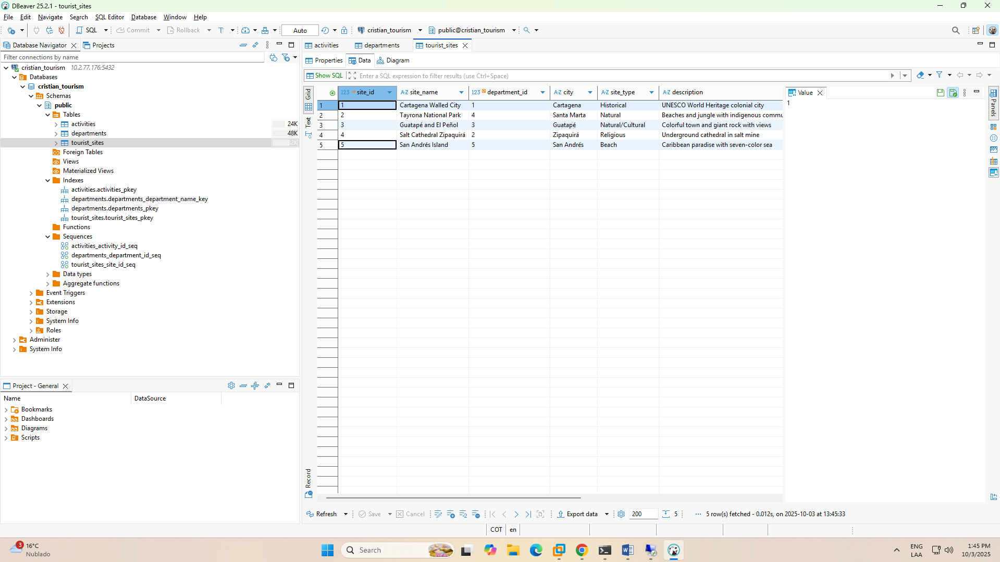 DBeaver 25.2.1 - tourist_sites
File Edit Navigate Search SQL Editor Database Window Help
SQL Commit Rollback Auto cristian_tourism public@cristian_tourism
Database Navigator Projects
Filter connections by name
cristian_tourism 10.2.77.176:5432
Databases
cristian_tourism
Schemas
public
Tables
activities 24K
departments 48K
tourist_sites 32K
Foreign Tables
Views
Materialized Views
Indexes
activities.activities_pkey
departments.departments_department_name_key
departments.departments_pkey
tourist_sites.tourist_sites_pkey
Functions
Sequences
activities_activity_id_seq
departments_department_id_seq
tourist_sites_site_id_seq
Data types
Aggregate functions
Event Triggers
Extensions
Storage
System Info
Roles
Administer
System Info
Project - General
Name DataSource
Bookmarks
Dashboards
Diagrams
Scripts
activities departments tourist_sites
Properties Data Diagram
Show SQL Enter a SQL expression to filter results (use Ctrl+Space)
Grid
Text
Record
123 site_id A-Z site_name 123 department_id A-Z city A-Z site_type A-Z description
1 1 Cartagena Walled City 1 Cartagena Historical UNESCO World Heritage colonial city
2 2 Tayrona National Park 4 Santa Marta Natural Beaches and jungle with indigenous commu
3 3 Guatapé and El Peñol 3 Guatapé Natural/Cultural Colorful town and giant rock with views
4 4 Salt Cathedral Zipaquirá 2 Zipaquirá Religious Underground cathedral in salt mine
5 5 San Andrés Island 5 San Andrés Beach Caribbean paradise with seven-color sea
Value
1
Panels
Refresh Save Cancel Export data 200 5 ... 5 row(s) fetched - 0.012s, on 2025-10-03 at 13:45:33
COT en
3 16°C
Nublado
Search
ENG
LAA
1:45 PM
10/3/2025